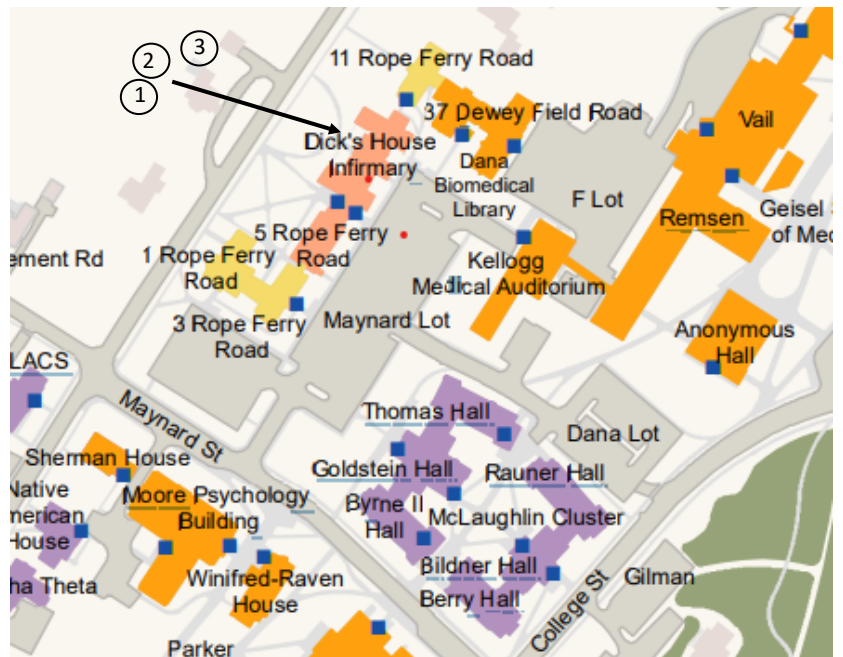 3
2
1
11 Rope Ferry Road
37 Dewey Field Road
Vail
Dick's House
Infirmary
Dana
Biomedical
Library
F Lot
Remsen
Geisel
of Med
5 Rope Ferry
Road
ement Rd
1 Rope Ferry
Road
Kellogg
Medical Auditorium
3 Rope Ferry
Road
Maynard Lot
Anonymous
Hall
LACS
Maynard St
Thomas Hall
Dana Lot
Sherman House
Goldstein Hall
Rauner Hall
Native
merican
House
Moore Psychology
Building
Byrne II
Hall
McLaughlin Cluster
ha Theta
Winifred-Raven
House
Bildner Hall
Berry Hall
College St
Gilman
Parker